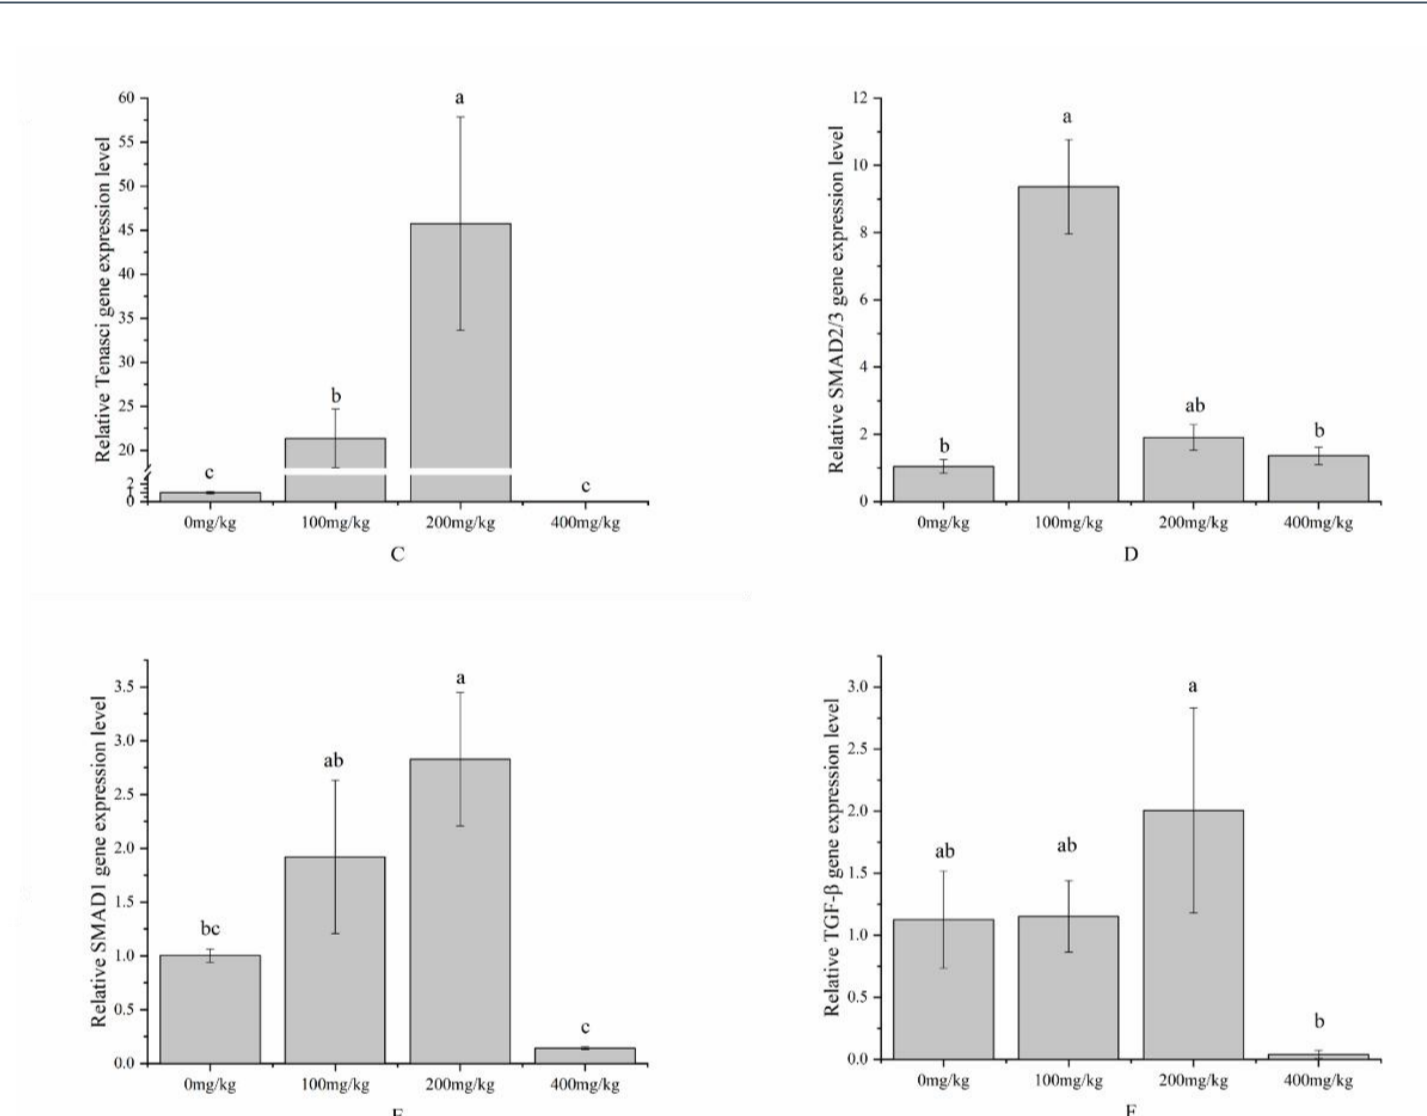 Relative Tenasci gene expression level
60
55
50
45
40
35
30
25
20
2
0
c
b
a
c
0mg/kg 100mg/kg 200mg/kg 400mg/kg
C
Relative SMAD2/3 gene expression level
12
10
8
6
4
2
0
b
a
ab
b
0mg/kg 100mg/kg 200mg/kg 400mg/kg
D
Relative SMAD1 gene expression level
3.5
3.0
2.5
2.0
1.5
1.0
0.5
0.0
bc
ab
a
c
0mg/kg 100mg/kg 200mg/kg 400mg/kg
Relative TGF-β gene expression level
3.0
2.5
2.0
1.5
1.0
0.5
0.0
ab
ab
a
b
0mg/kg 100mg/kg 200mg/kg 400mg/kg